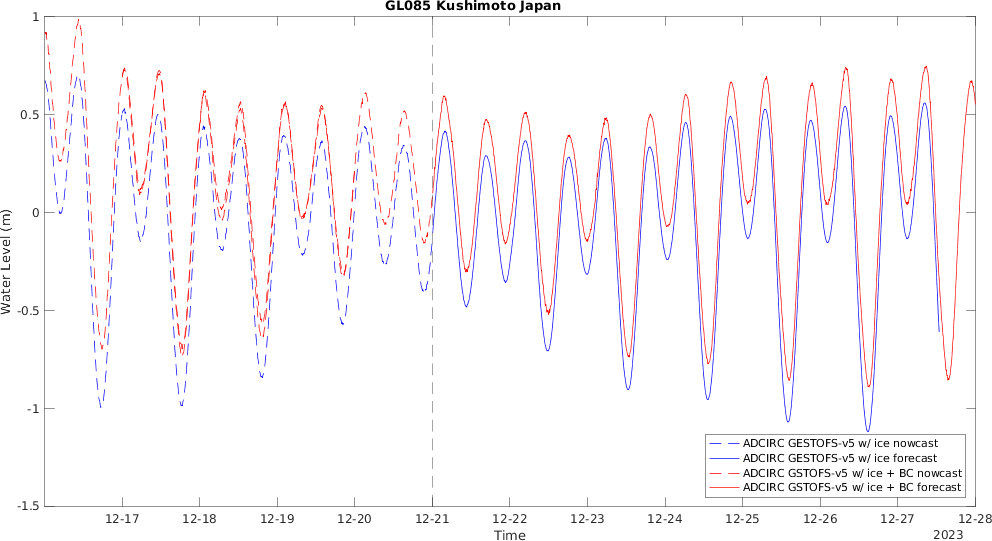 GL085 Kushimoto Japan
Water Level (m)
1
0.5
0
-0.5
-1
-1.5
12-17
12-18
12-19
12-20
12-21
12-22
12-23
12-24
12-25
12-26
12-27
12-28
Time
2023
ADCIRC GESTOFS-v5 w/ ice nowcast
ADCIRC GESTOFS-v5 w/ ice forecast
ADCIRC GSTOFS-v5 w/ ice + BC nowcast
ADCIRC GSTOFS-v5 w/ ice + BC forecast